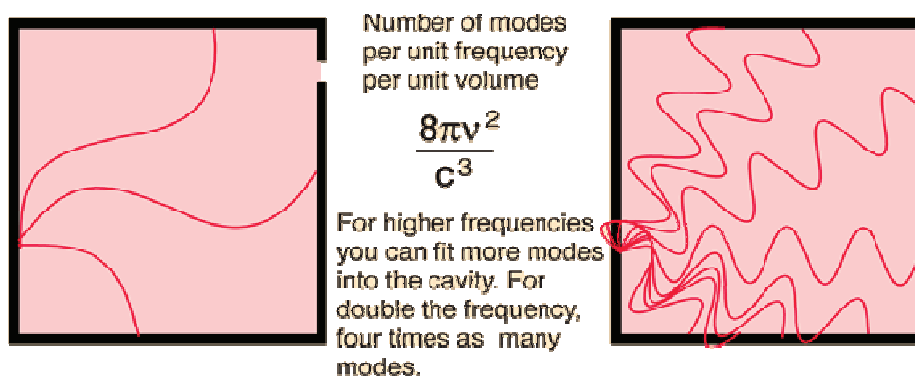 Number of modes
per unit frequency
per unit volume
8πν²
c³
For higher frequencies
you can fit more modes
into the cavity. For
double the frequency,
four times as many
modes.